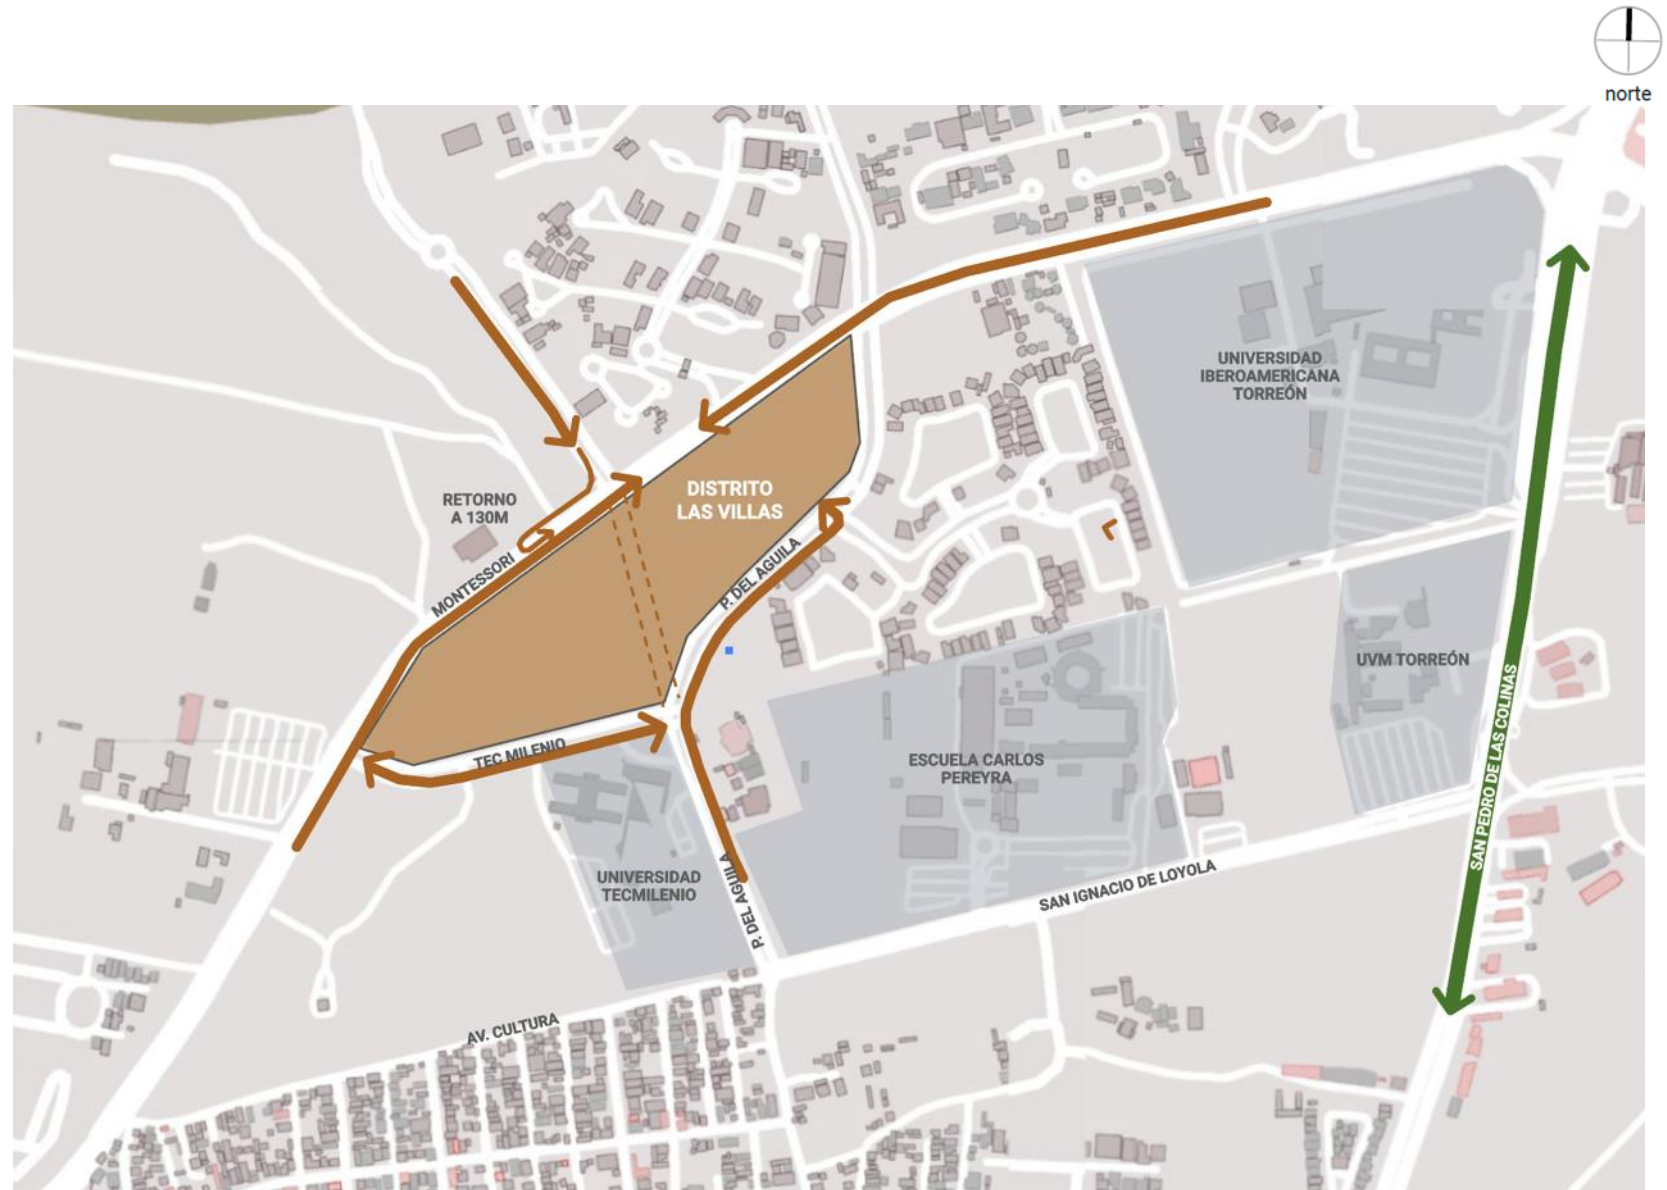 norte
UNIVERSIDAD
IBEROAMERICANA
TORREÓN
RETORNO
A 130M
DISTRITO
LAS VILLAS
MONTESSORI
P. DEL AGUILA
UVM TORREÓN
TEC MILENIO
ESCUELA CARLOS
PEREYRA
SAN PEDRO DE LAS COLINAS
UNIVERSIDAD
TECMILENIO
P. DEL AGUILA
SAN IGNACIO DE LOYOLA
AV. CULTURA